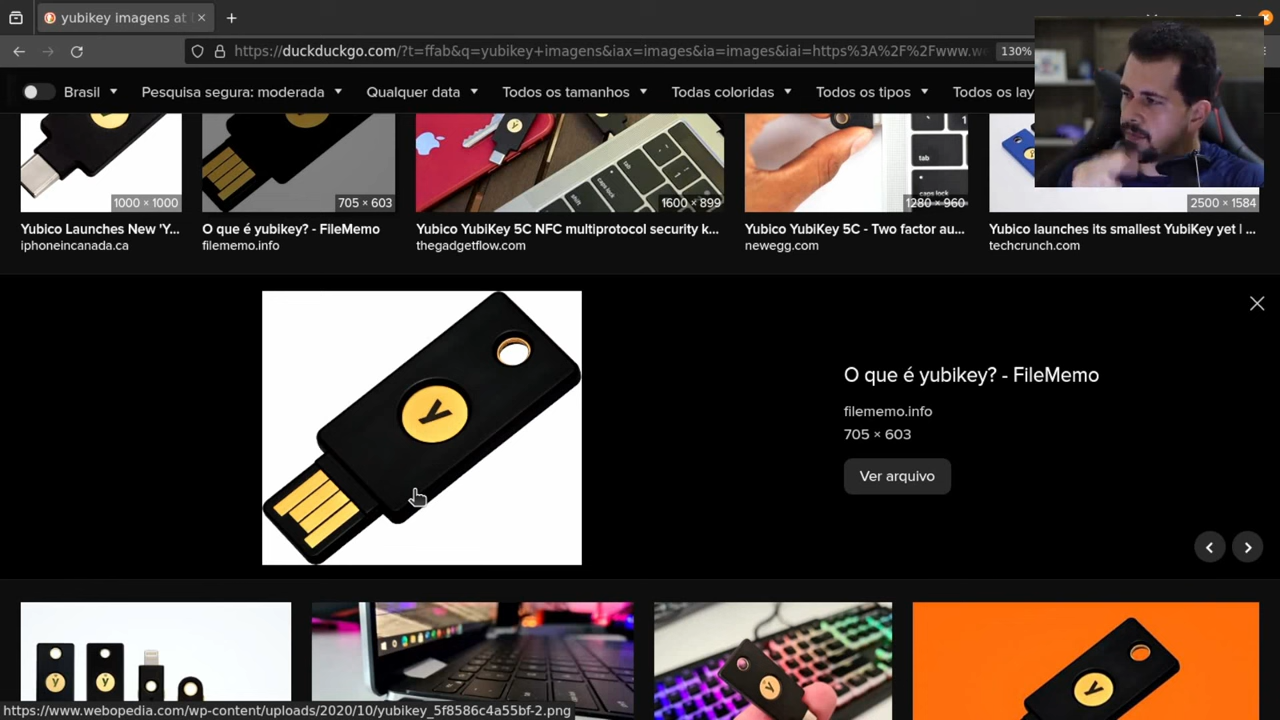 yubikey imagens at
https://duckduckgo.com/?t=ffab&q=yubikey+imagens&iax=images&ia=images&iai=https%3A%2F%2Fwww.w
130%
Brasil
Pesquisa segura: moderada
Qualquer data
Todos os tamanhos
Todas coloridas
Todos os tipos
Todos os lay
1000 × 1000
705 × 603
1600 × 899
1280 × 960
2500 × 1584
tab
caps lock
Yubico Launches New 'Y...
iphoneincanada.ca
O que é yubikey? - FileMemo
filememo.info
Yubico YubiKey 5C NFC multiprotocol security k...
thegadgetflow.com
Yubico YubiKey 5C - Two factor au...
newegg.com
Yubico launches its smallest YubiKey yet | ...
techcrunch.com
y
O que é yubikey? - FileMemo
filememo.info
705 × 603
Ver arquivo
https://www.webopedia.com/wp-content/uploads/2020/10/yubikey_5f8586c4a55bf-2.png